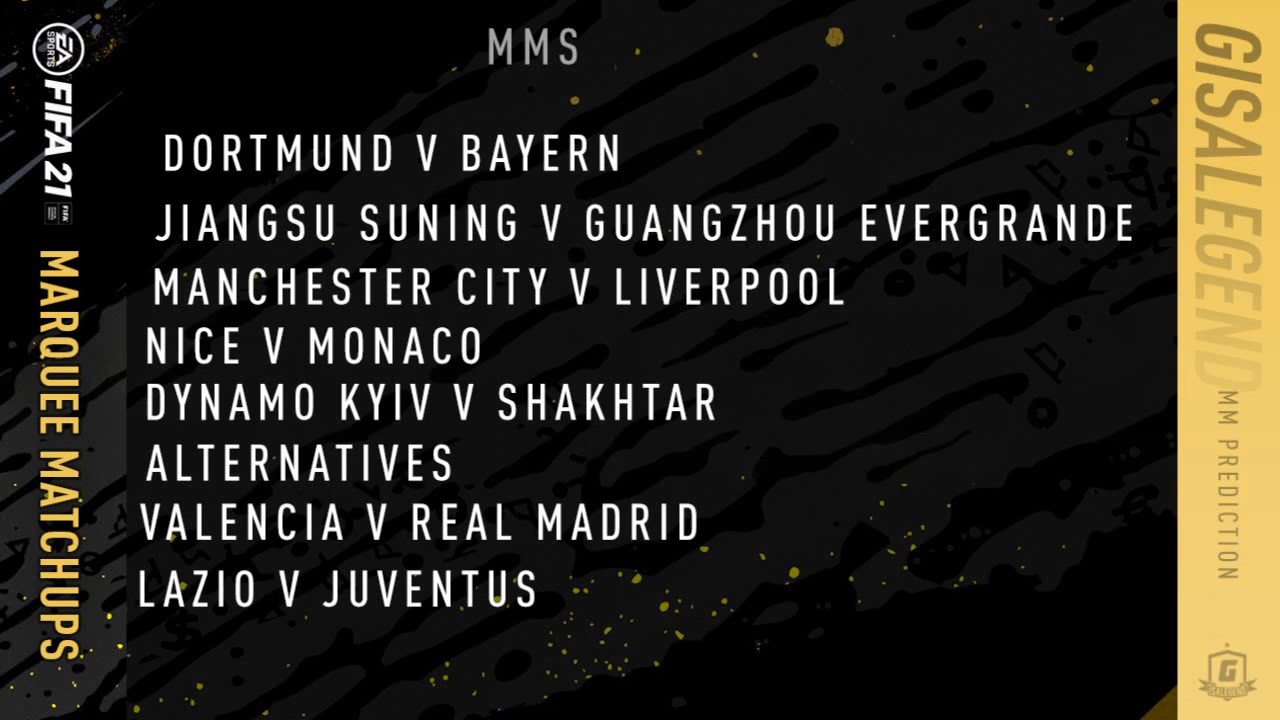 EA SPORTS
FIFA 21
MARQUEE MATCHUPS
MMS
DORTMUND V BAYERN
JIANGSU SUNING V GUANGZHOU EVERGRANDE
MANCHESTER CITY V LIVERPOOL
NICE V MONACO
DYNAMO KYIV V SHAKHTAR
ALTERNATIVES
VALENCIA V REAL MADRID
LAZIO V JUVENTUS
GISALEGEND
MM PREDICTION
G
GISALEGEND